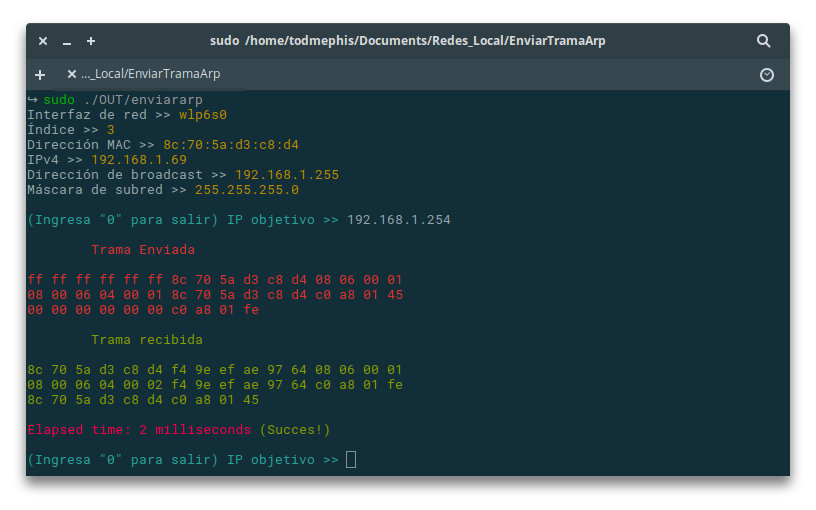 sudo /home/todmephis/Documents/Redes_Local/EnviarTramaArp
..._Local/EnviarTramaArp
↪ sudo ./OUT/enviararp
Interfaz de red >> wlp6s0
Índice >> 3
Dirección MAC >> 8c:70:5a:d3:c8:d4
IPv4 >> 192.168.1.69
Dirección de broadcast >> 192.168.1.255
Máscara de subred >> 255.255.255.0
(Ingresa "0" para salir) IP objetivo >> 192.168.1.254
Trama Enviada
ff ff ff ff ff ff 8c 70 5a d3 c8 d4 08 06 00 01
08 00 06 04 00 01 8c 70 5a d3 c8 d4 c0 a8 01 45
00 00 00 00 00 00 c0 a8 01 fe
Trama recibida
8c 70 5a d3 c8 d4 f4 9e ef ae 97 64 08 06 00 01
08 00 06 04 00 02 f4 9e ef ae 97 64 c0 a8 01 fe
8c 70 5a d3 c8 d4 c0 a8 01 45
Elapsed time: 2 milliseconds (Succes!)
(Ingresa "0" para salir) IP objetivo >>